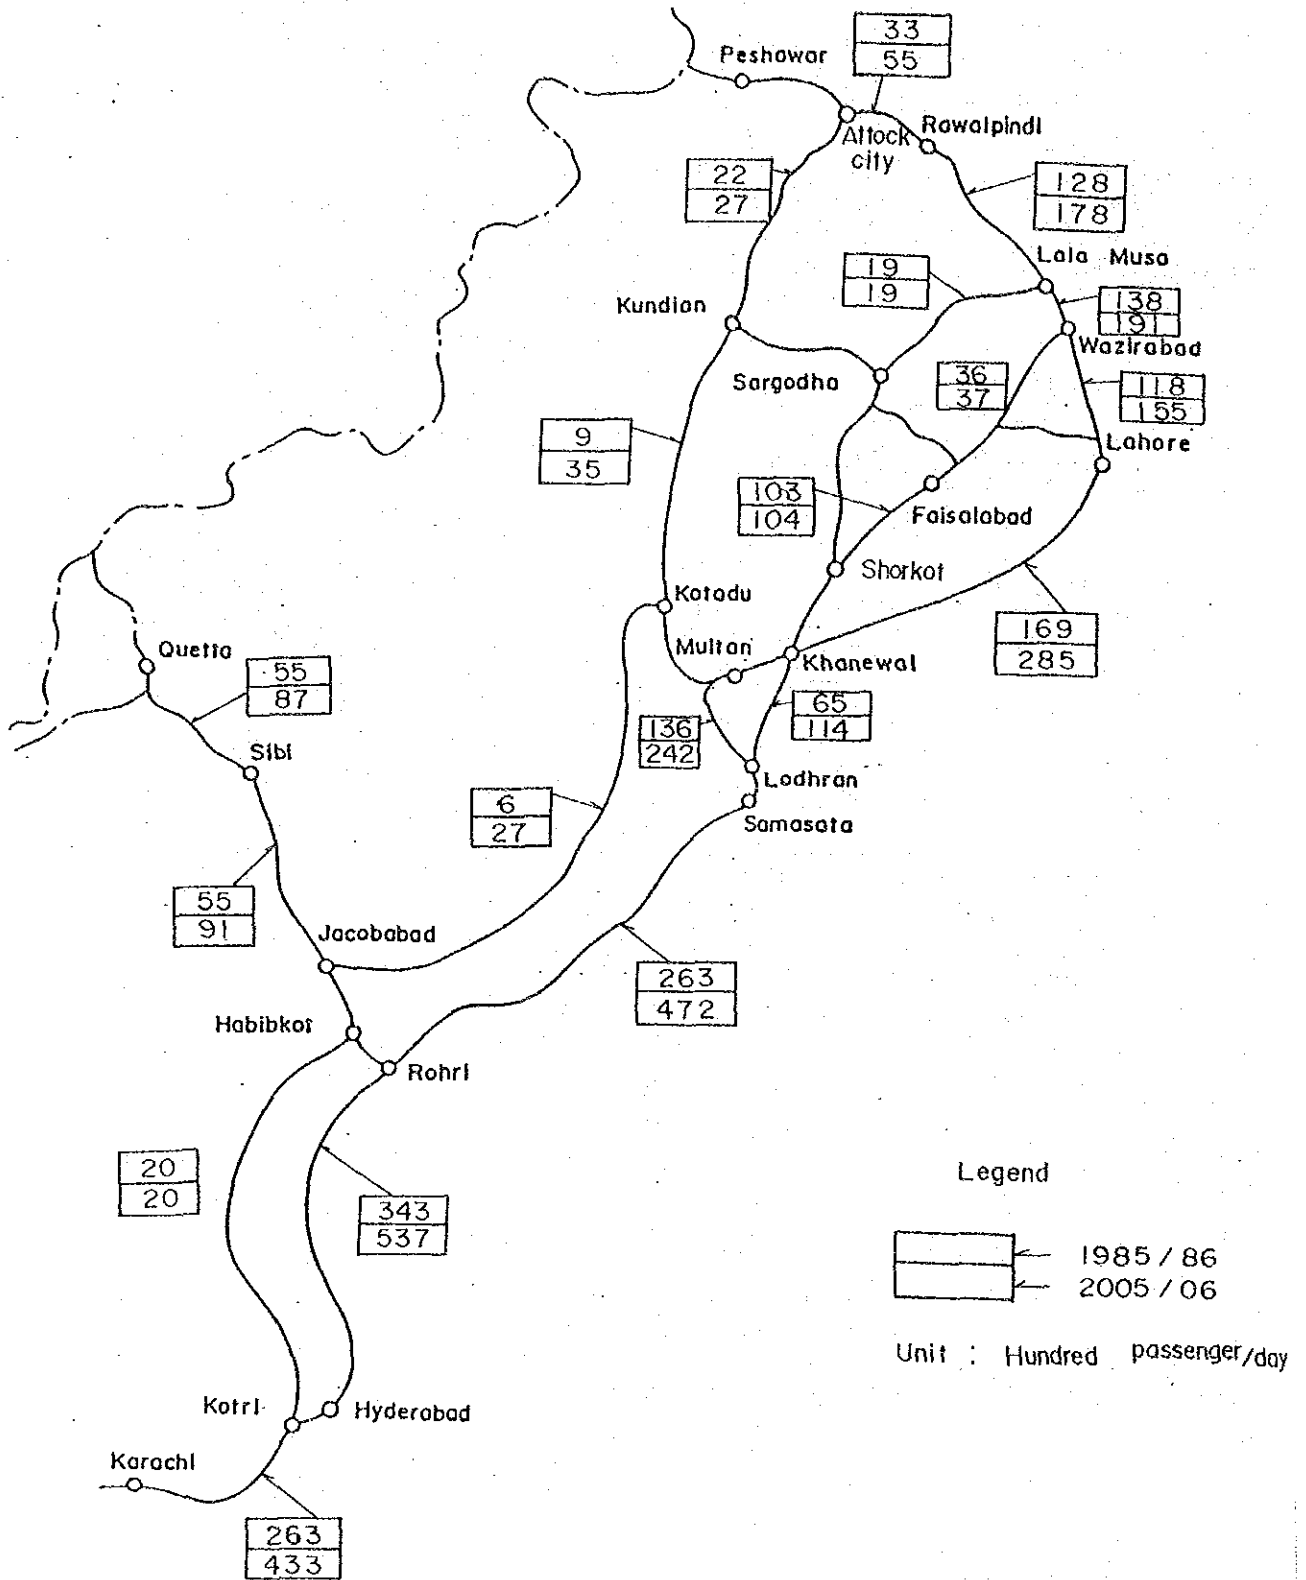 33
55
Peshawar
Attock
city
Rawalpindi
22
27
128
178
Lala Musa
19
19
138
191
Kundian
Wazirabad
Sargodha
36
37
118
155
9
35
Lahore
103
104
Faisalabad
Shorkot
Kotadu
169
285
Multan
Khanewal
Quetta
55
87
65
114
136
242
Sibi
Lodhran
6
27
Samasata
55
91
Jacobabad
263
472
Habibkot
Rohri
20
20
Legend
343
537
1985 / 86
2005 / 06
Unit : Hundred passenger/day
Kotri
Hyderabad
Karachi
263
433